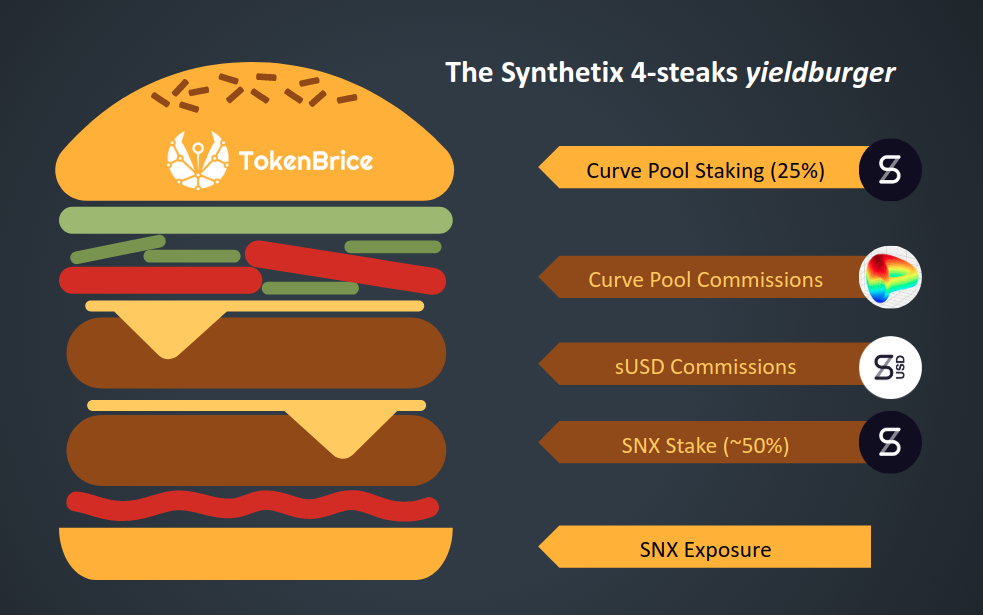 The Synthetix 4-steaks yieldburger
TokenBrice
Curve Pool Staking (25%)
Curve Pool Commissions
sUSD Commissions
USD
SNX Stake (~50%)
SNX Exposure